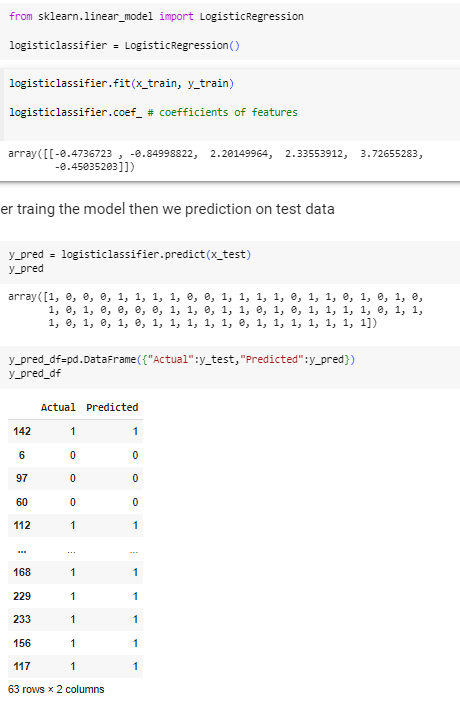 from sklearn.linear_model import LogisticRegression
logisticlassifier = LogisticRegression()
logisticlassifier.fit(x_train, y_train)
logisticlassifier.coef_ # coefficients of features
array([[-0.4736723 , -0.84998822,  2.20149964,  2.33553912,  3.72655283,
        -0.45035203]])
er traing the model then we prediction on test data
y_pred = logisticlassifier.predict(x_test)
y_pred
array([1, 0, 0, 0, 1, 1, 1, 1, 0, 0, 1, 1, 1, 1, 0, 1, 1, 0, 1, 0, 1, 0,
       1, 0, 1, 0, 0, 0, 0, 1, 1, 0, 1, 1, 0, 1, 0, 1, 1, 1, 1, 0, 1, 1,
       1, 0, 1, 0, 1, 0, 1, 1, 1, 1, 1, 0, 1, 1, 1, 1, 1, 1, 1])
y_pred_df=pd.DataFrame({"Actual":y_test,"Predicted":y_pred})
y_pred_df
Actual Predicted
142 1 1
6 0 0
97 0 0
60 0 0
112 1 1
... ... ...
168 1 1
229 1 1
233 1 1
156 1 1
117 1 1
63 rows × 2 columns